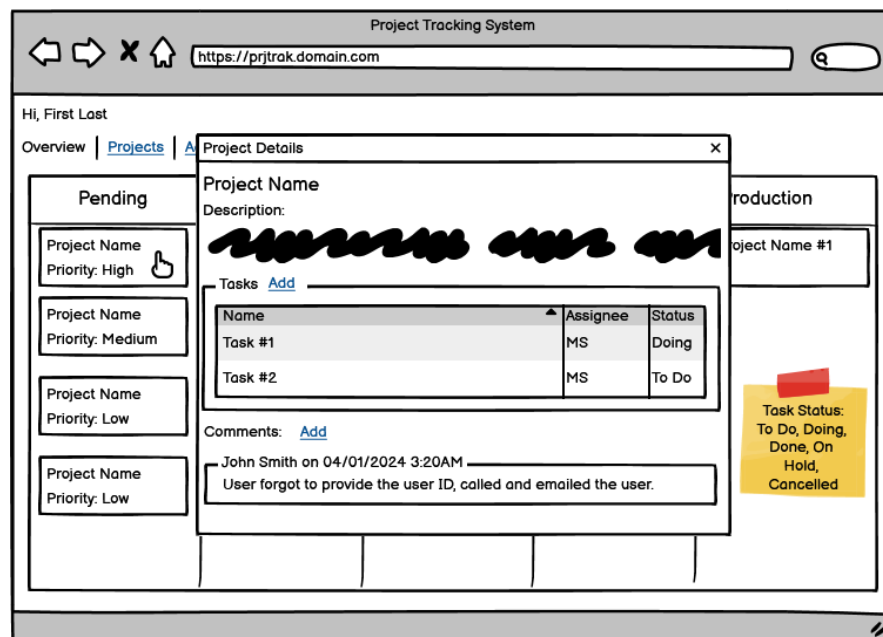 Project Tracking System
https://prjtrak.domain.com
Hi, First Last
Overview Projects A
Project Details
Project Name
Description:
Tasks Add
Name Assignee Status
Task #1 MS Doing
Task #2 MS To Do
Comments: Add
John Smith on 04/01/2024 3:20AM
User forgot to provide the user ID, called and emailed the user.
Pending
Project Name
Priority: High
Project Name
Priority: Medium
Project Name
Priority: Low
Project Name
Priority: Low
roduction
roject Name #1
Task Status:
To Do, Doing,
Done, On
Hold,
Cancelled